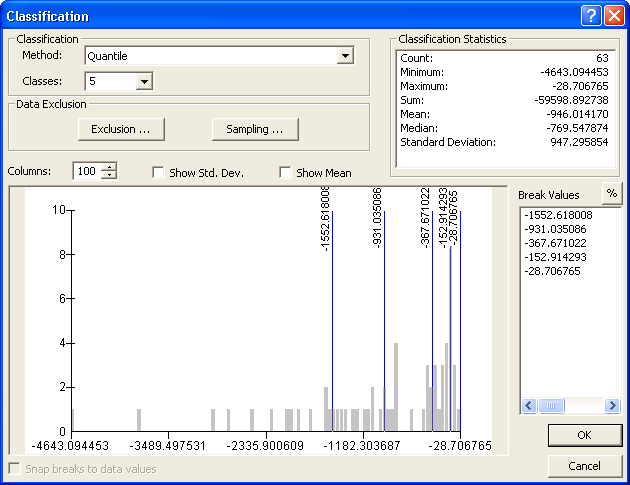 Classification
Classification
Method: Quantile
Classes: 5
Data Exclusion
Exclusion ...
Sampling ...
Classification Statistics
Count: 63
Minimum: -4643.094453
Maximum: -28.706765
Sum: -59598.892738
Mean: -946.014170
Median: -769.547874
Standard Deviation: 947.295854
Columns: 100 Show Std. Dev. Show Mean
-1552.618008
-931.035086
-367.671022
-152.914293
-28.706765
10
8
6
4
2
0
-4643.094453 -3489.497531 -2335.900609 -1182.303687 -28.706765
Break Values %
-1552.618008
-931.035086
-367.671022
-152.914293
-28.706765
OK
Snap breaks to data values
Cancel